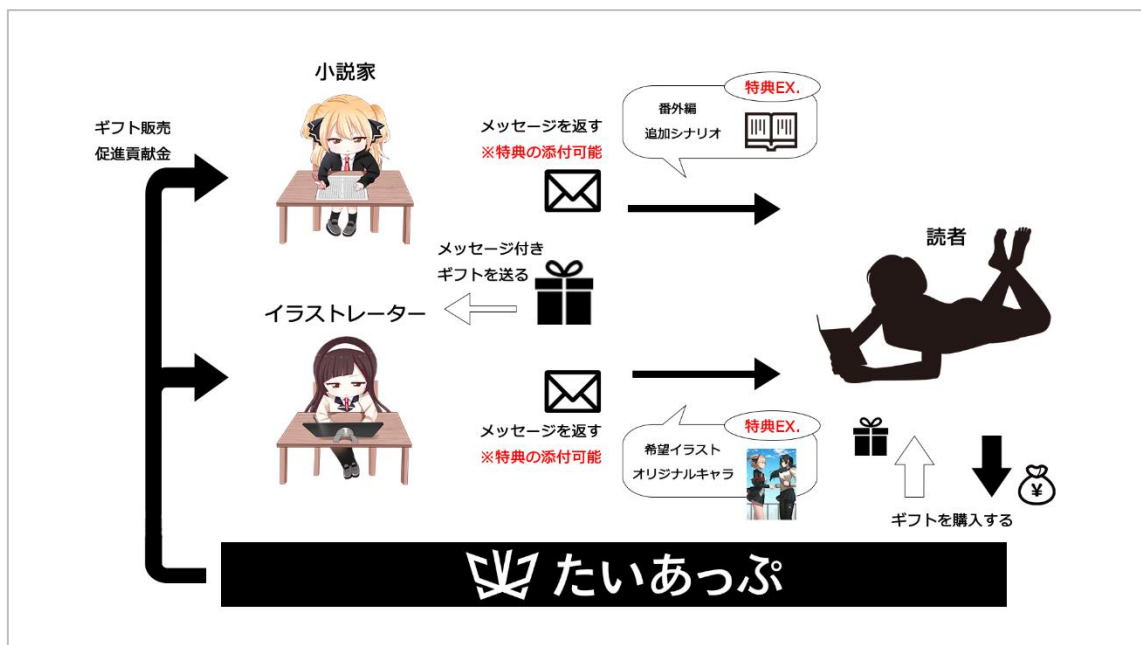 小説家
ギフト販売
促進貢献金
メッセージを返す
※特典の添付可能
特典EX.
番外編
追加シナリオ
読者
メッセージ付き
ギフトを送る
イラストレーター
メッセージを返す
※特典の添付可能
特典EX.
希望イラスト
オリジナルキャラ
¥
ギフトを購入する
たいあっぷ